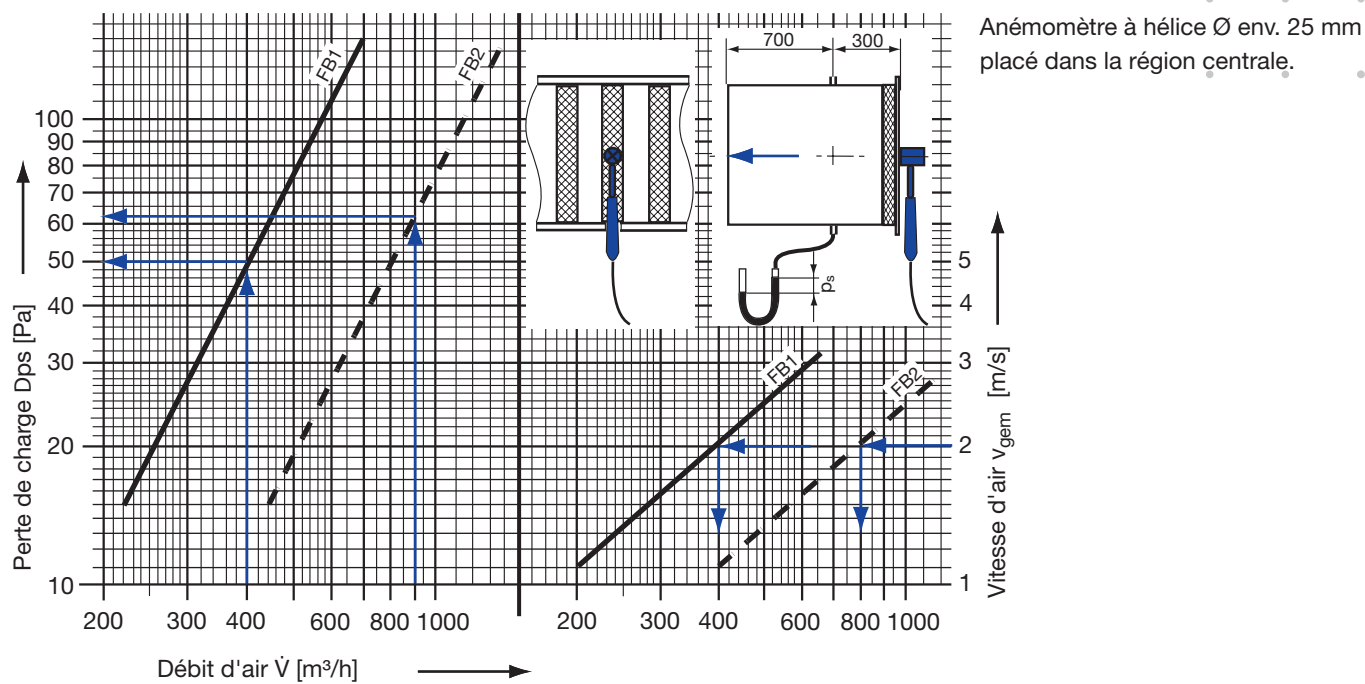 Anémomètre à hélice Ø env. 25 mm
placé dans la région centrale.
FB1
FB2
700
300
ps
100
90
80
70
60
50
40
30
20
10
Perte de charge Dps [Pa]
5
4
3
2
1
Vitesse d'air vgem [m/s]
FB1
FB2
200 300 400 600 800 1000
200 300 400 600 800 1000
Débit d'air V̇ [m³/h]